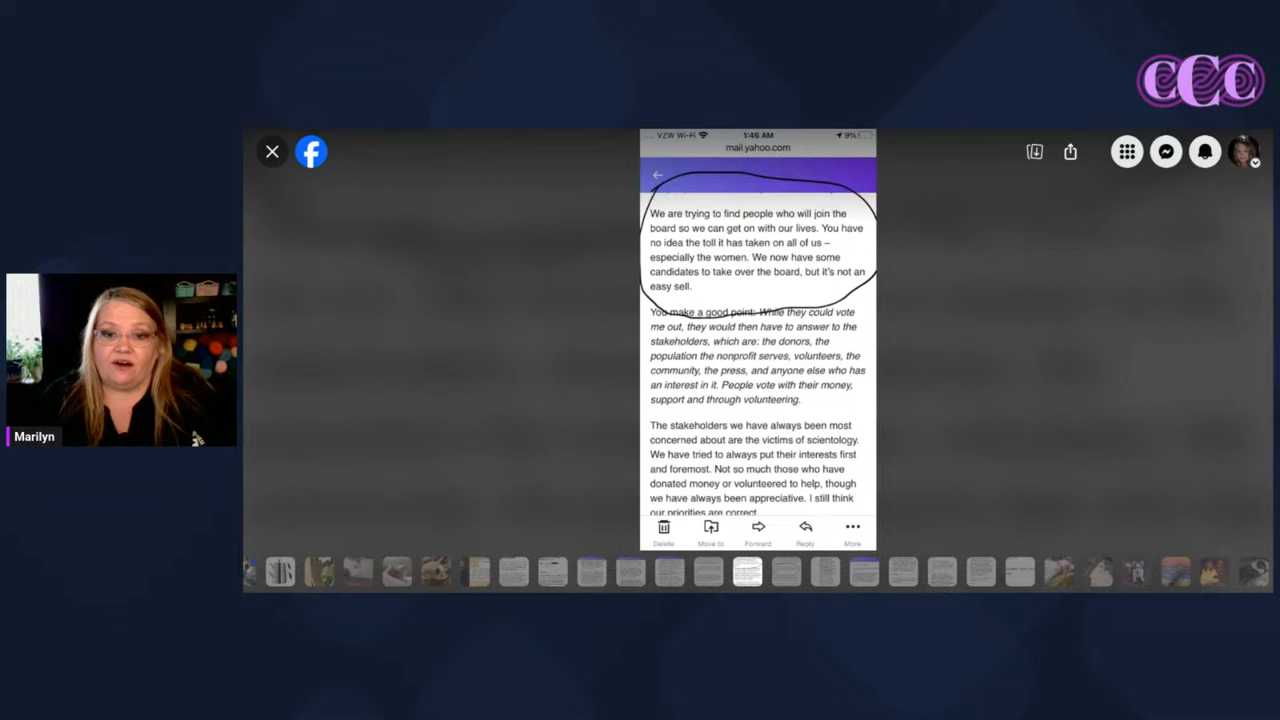 CCC
VZW Wi-Fi 1:46 AM 9%
mail.yahoo.com
We are trying to find people who will join the
board so we can get on with our lives. You have
no idea the toll it has taken on all of us –
especially the women. We now have some
candidates to take over the board, but it's not an
easy sell.
You make a good point: While they could vote
me out, they would then have to answer to the
stakeholders, which are: the donors, the
population the nonprofit serves, volunteers, the
community, the press, and anyone else who has
an interest in it. People vote with their money,
support and through volunteering.
The stakeholders we have always been most
concerned about are the victims of scientology.
We have tried to always put their interests first
and foremost. Not so much those who have
donated money or volunteered to help, though
we have always been appreciative. I still think
our priorities are correct
Delete Move to Forward Reply More
Marilyn